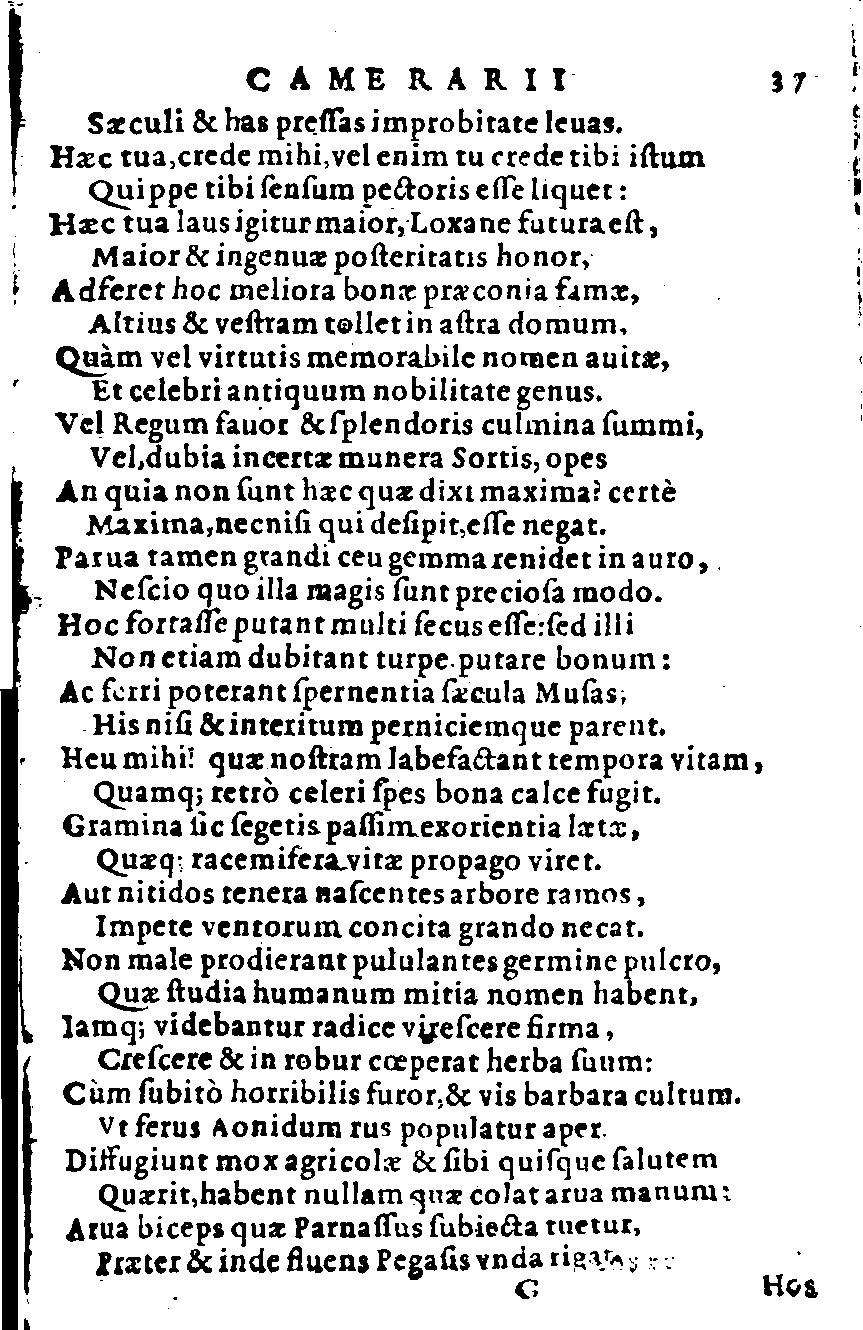 CAMERARII 37
Sæculi & has preſſas improbitate leuas.
Hæc tua, crede mihi, vel enim tu crede tibi iſtum
Quippe tibi ſenſum pectoris eſſe liquet:
Hæc tua laus igitur maior, Loxane futura eſt,
Maior & ingenuæ poſteritatis honor,
Adferet hoc meliora bonæ præconia famæ,
Altius & veſtram tollet in aſtra domum,
Quàm vel virtutis memorabile nomen auitæ,
Et celebri antiquum nobilitate genus.
Vel Regum fauor & ſplendoris culmina ſummi,
Vel, dubia incertæ munera Sortis, opes
An quia non ſunt hæc quæ dixi maxima? certè
Maxima, necniſi qui deſipit, eſſe negat.
Parua tamen grandi ceu gemma renidet in auro,
Neſcio quo illa magis ſunt precioſa modo.
Hoc fortaſſe putant multi ſecus eſſe: ſed illi
Non etiam dubitant turpe putare bonum:
Ac ferri poterant ſpernentia ſæcula Muſas,
His niſi & interitum perniciemque parent.
Heu mihi! quæ noſtram labefactant tempora vitam,
Quamq; retrò celeri ſpes bona calce fugit.
Gramina ſic ſegetis paſſim exorientia lætæ,
Quæq; racemifera vitæ propago viret.
Aut nitidos tenera naſcentes arbore ramos,
Impete ventorum concita grando necat.
Non male prodierant pululantes germine pulcro,
Quæ ſtudia humanum mitia nomen habent,
Iamq; videbantur radice vireſcere firma,
Creſcere & in robur cœperat herba ſuum:
Cùm ſubitò horribilis furor, & vis barbara cultum.
Vt ferus Aonidum rus populatur aper.
Diffugiunt mox agricolæ & ſibi quiſque ſalutem
Quærit, habent nullam quæ colat arua manum:
Arua biceps quæ Parnaſſus ſubiecta tuetur,
Præter & inde fluens Pegaſis vnda
G Hos